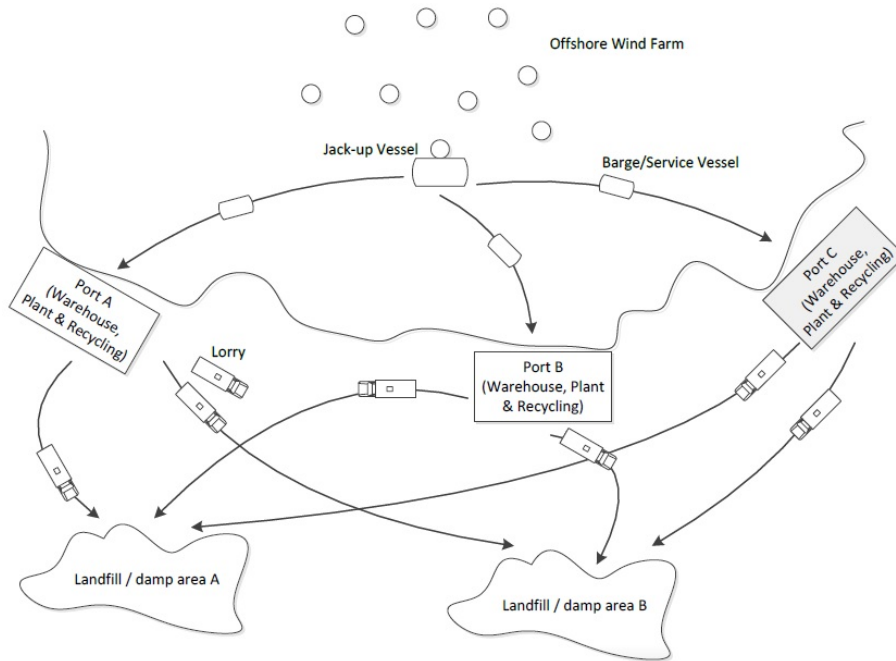 Offshore Wind Farm
Jack-up Vessel
Barge/Service Vessel
Port A
(Warehouse,
Plant & Recycling)
Port C
(Warehouse,
Plant & Recycling)
Lorry
Port B
(Warehouse, Plant
& Recycling)
Landfill / damp area A
Landfill / damp area B